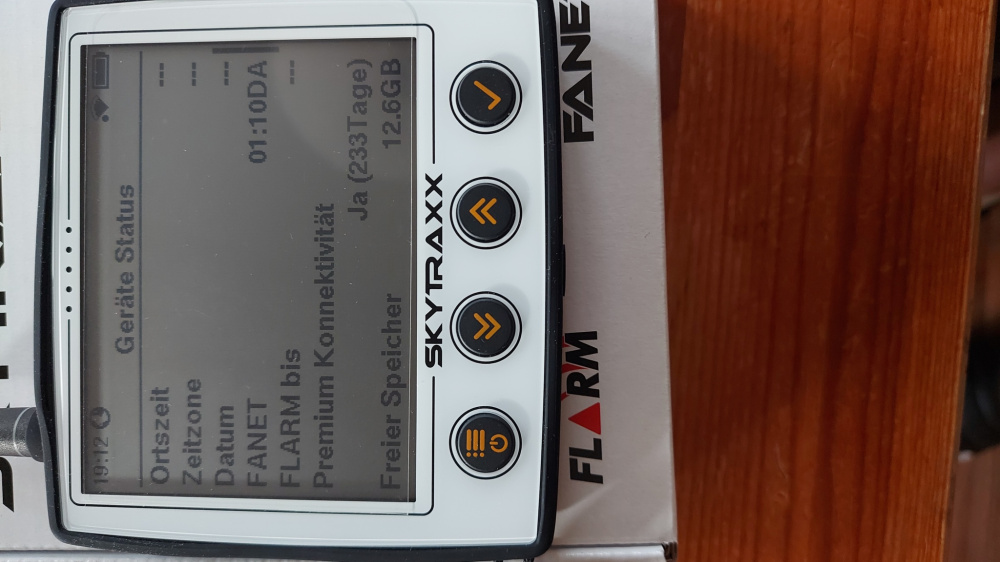 19:12
Geräte Status
Ortszeit ---
Zeitzone ---
Datum ---
FANET 01:10DA
FLARM bis ---
Premium Konnektivität
Ja (233Tage)
Freier Speicher 12.6GB
SKYTRAXX
FLARM FANE